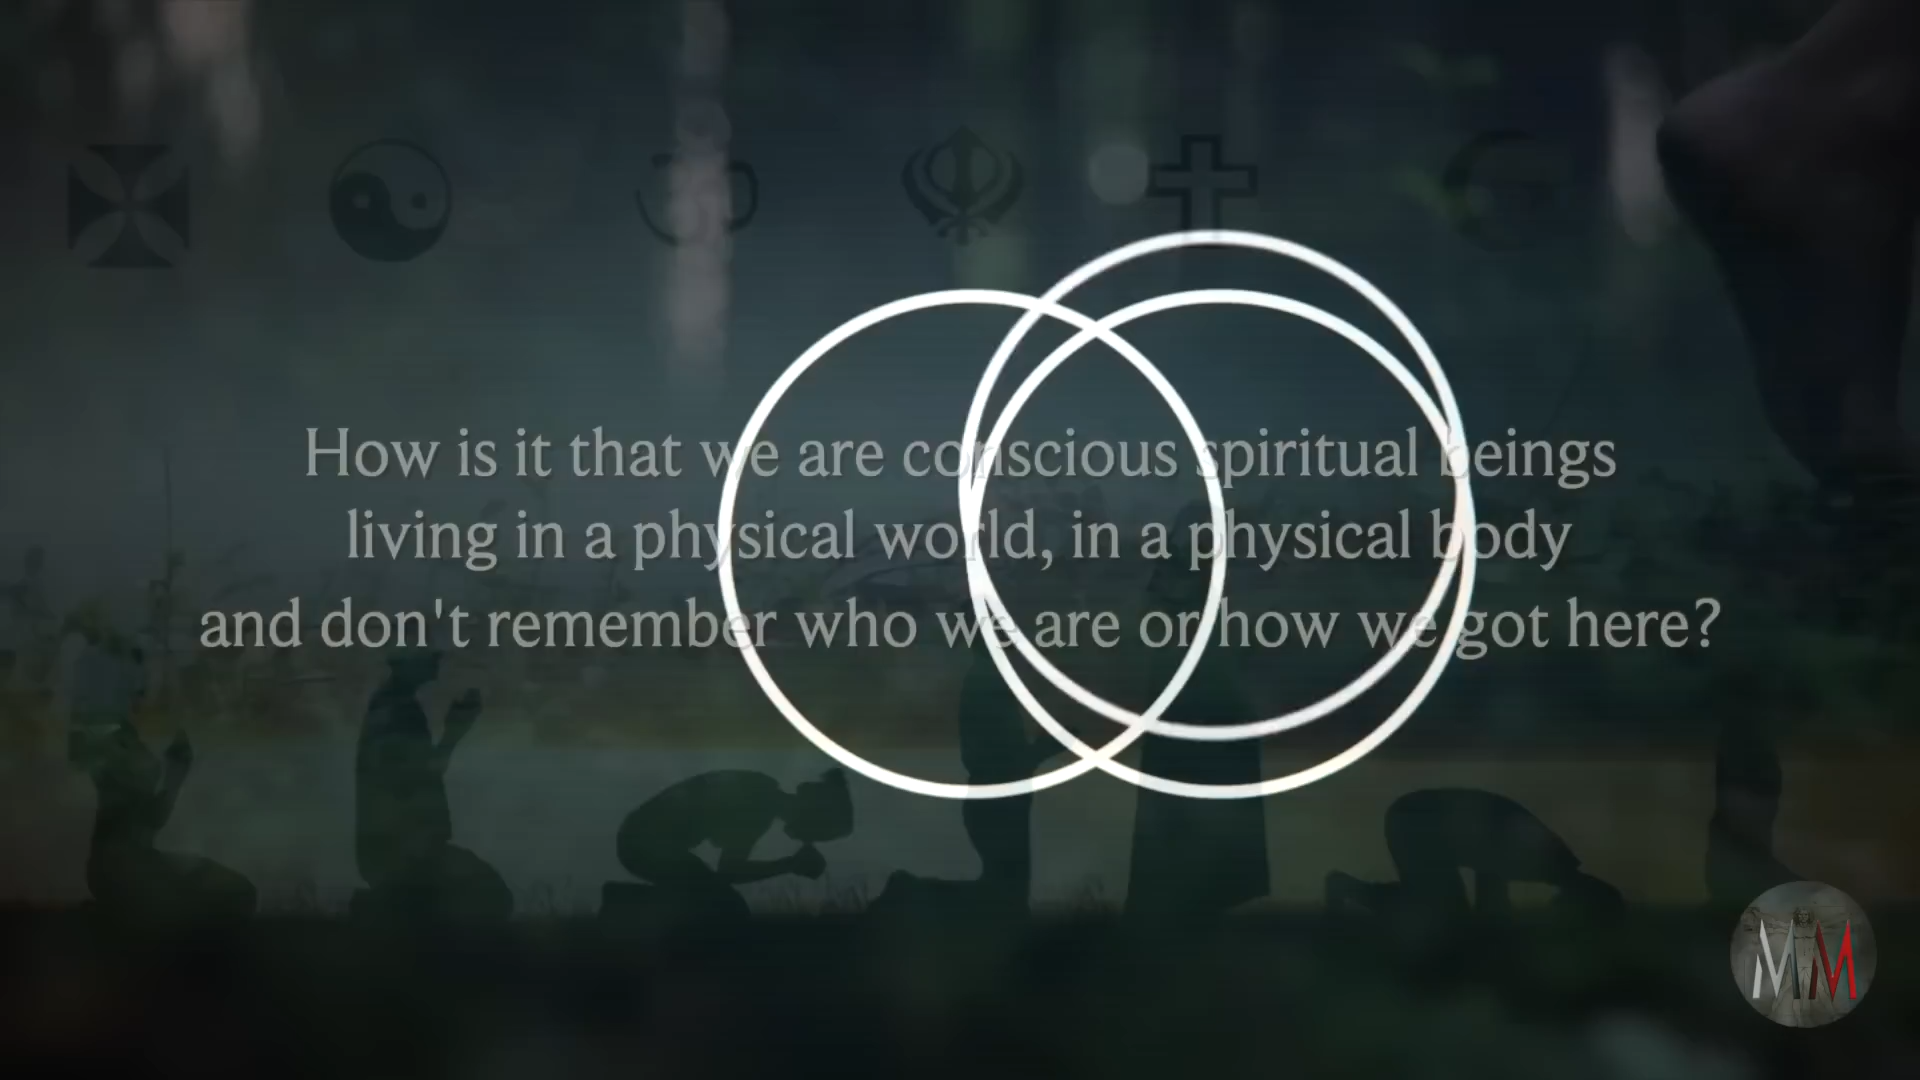 How is it that we are conscious spiritual beings
living in a physical world, in a physical body
and don't remember who we are or how we got here?
MM